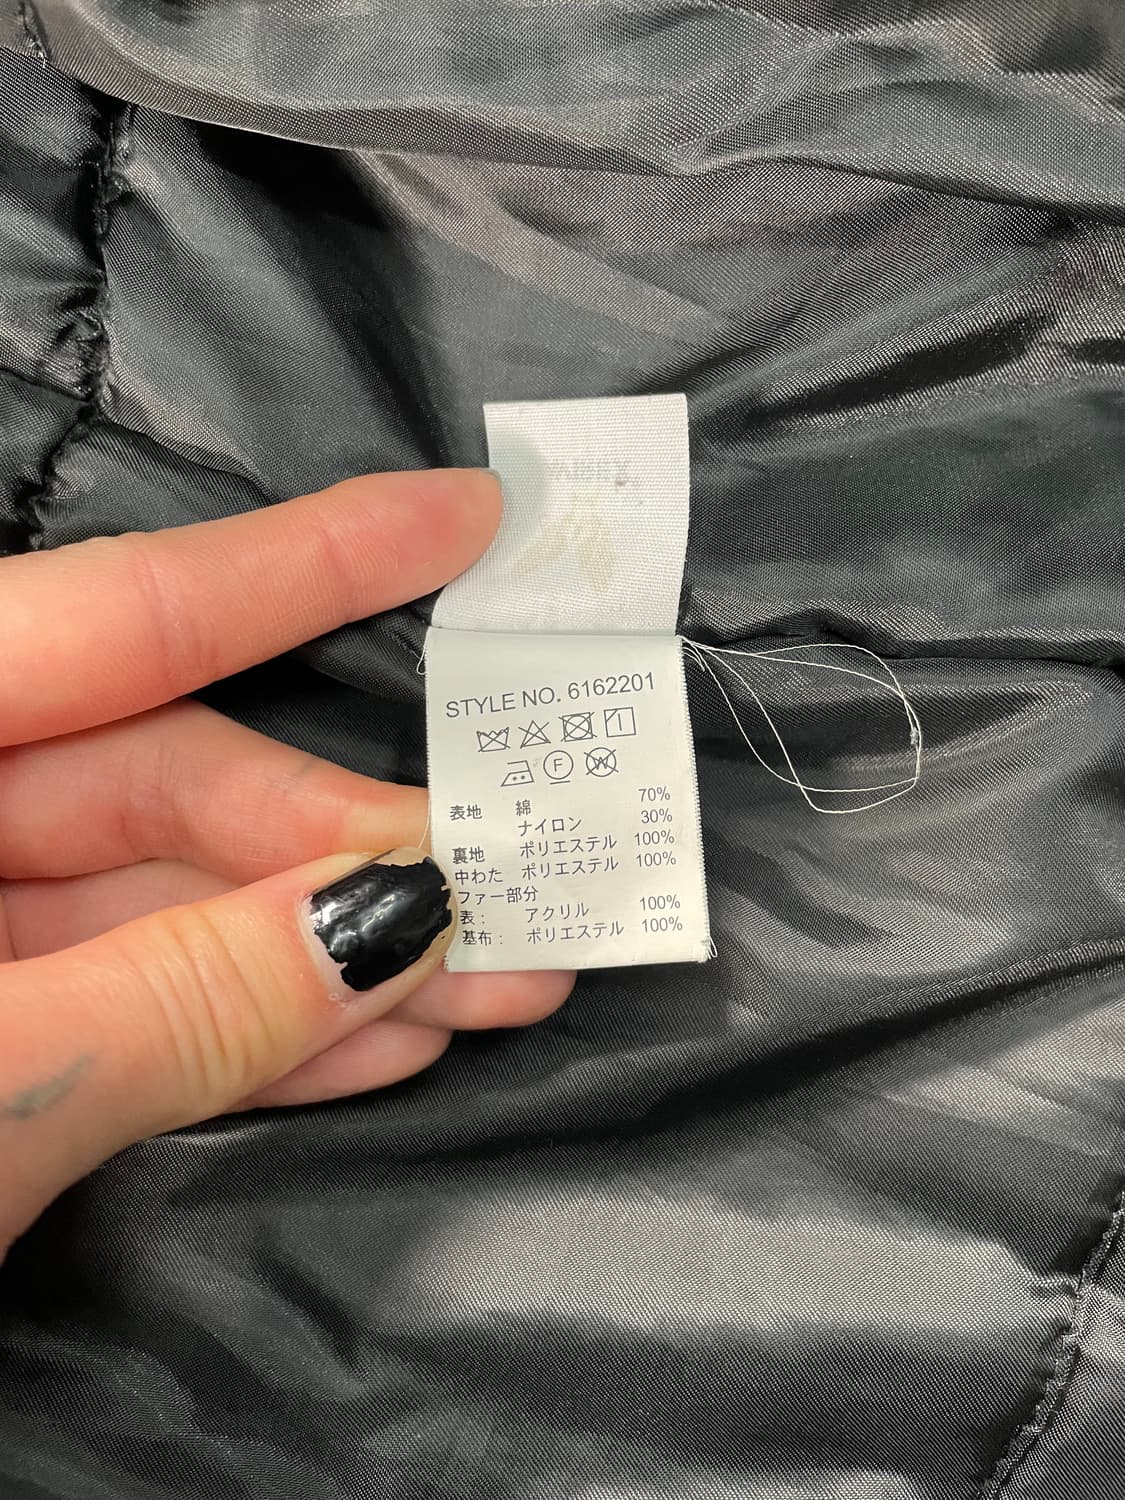 STYLE NO. 6162201
F W
表地 綿 70%
ナイロン 30%
裏地 ポリエステル 100%
中わた ポリエステル 100%
ファー部分
表: アクリル 100%
基布: ポリエステル 100%